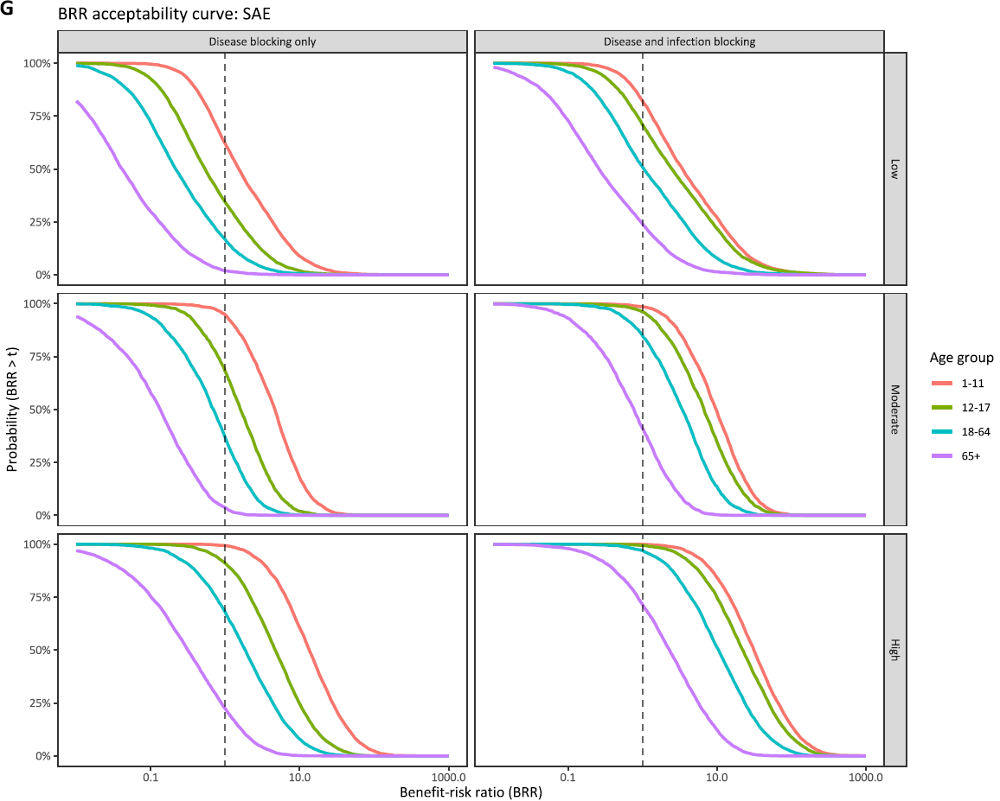 G
BRR acceptability curve: SAE
Disease blocking only
Disease and infection blocking
100%
75%
50%
25%
0%
Low
100%
75%
50%
25%
0%
Moderate
100%
75%
50%
25%
0%
High
Probability (BRR > t)
0.1
10.0
1000.0
0.1
10.0
1000.0
Benefit-risk ratio (BRR)
Age group
1-11
12-17
18-64
65+